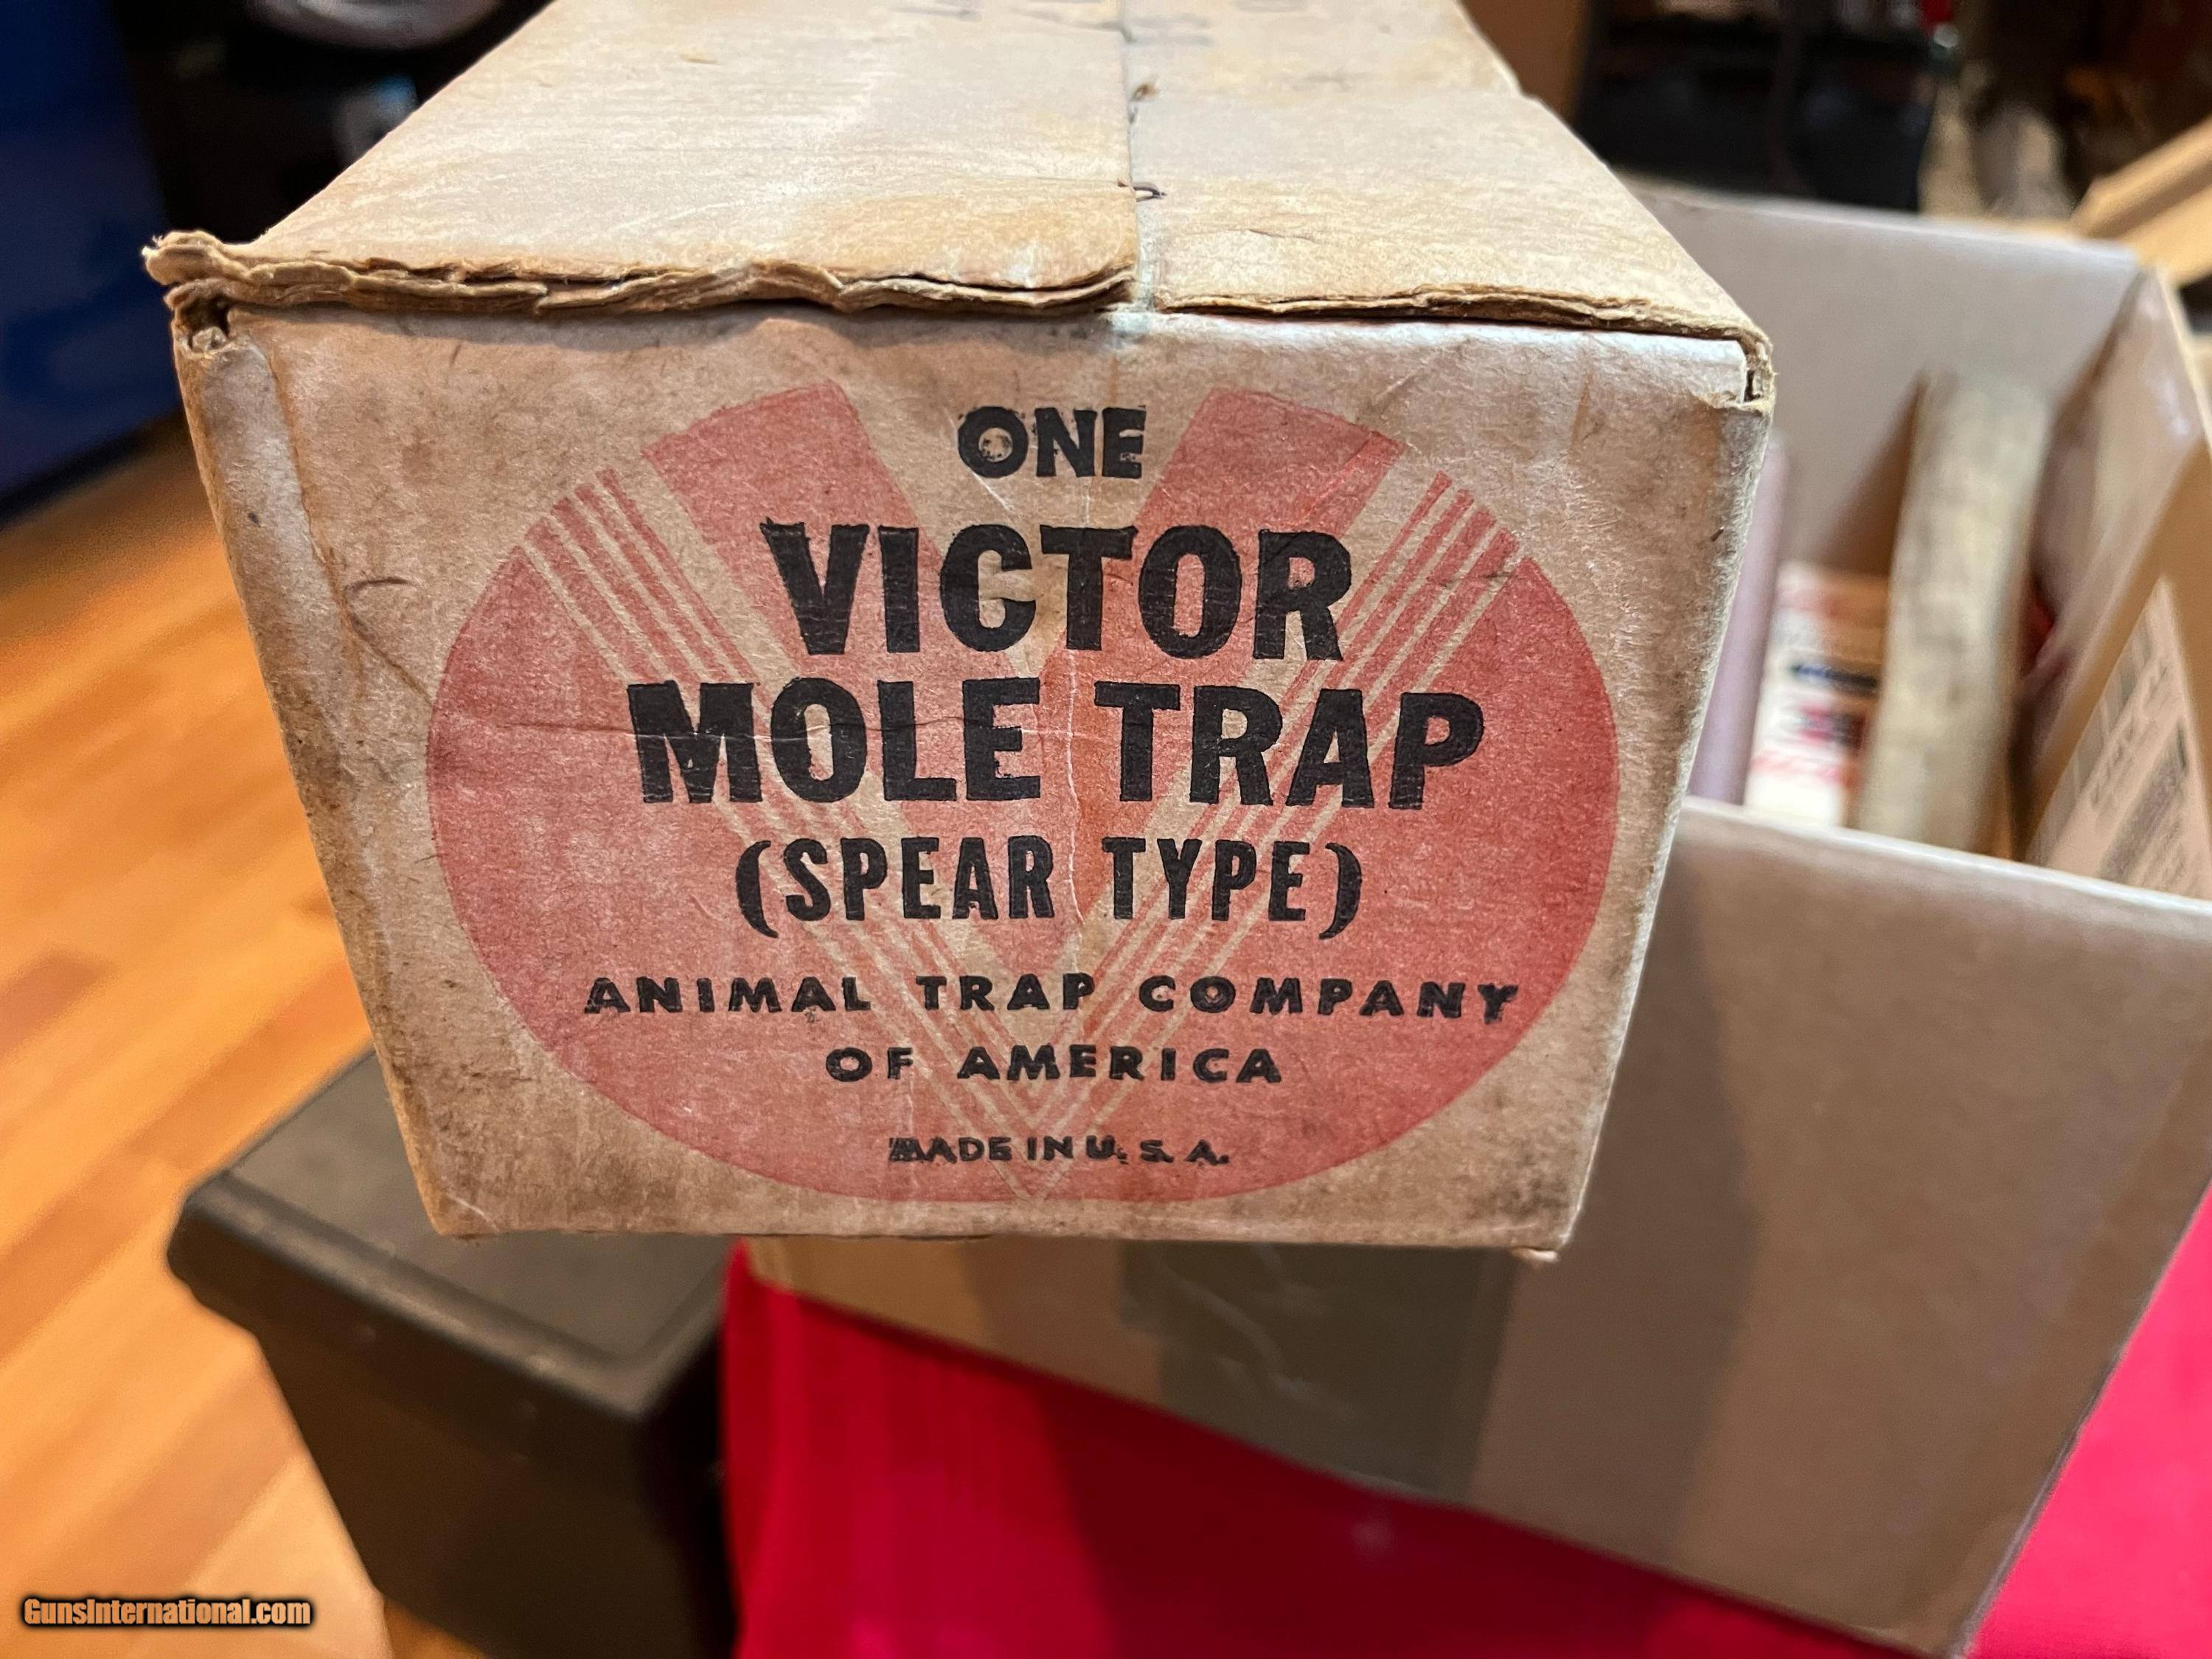 ONE
VICTOR
MOLE TRAP
(SPEAR TYPE)
ANIMAL TRAP COMPANY
OF AMERICA
MADE IN U. S. A.
GunsInternational.com